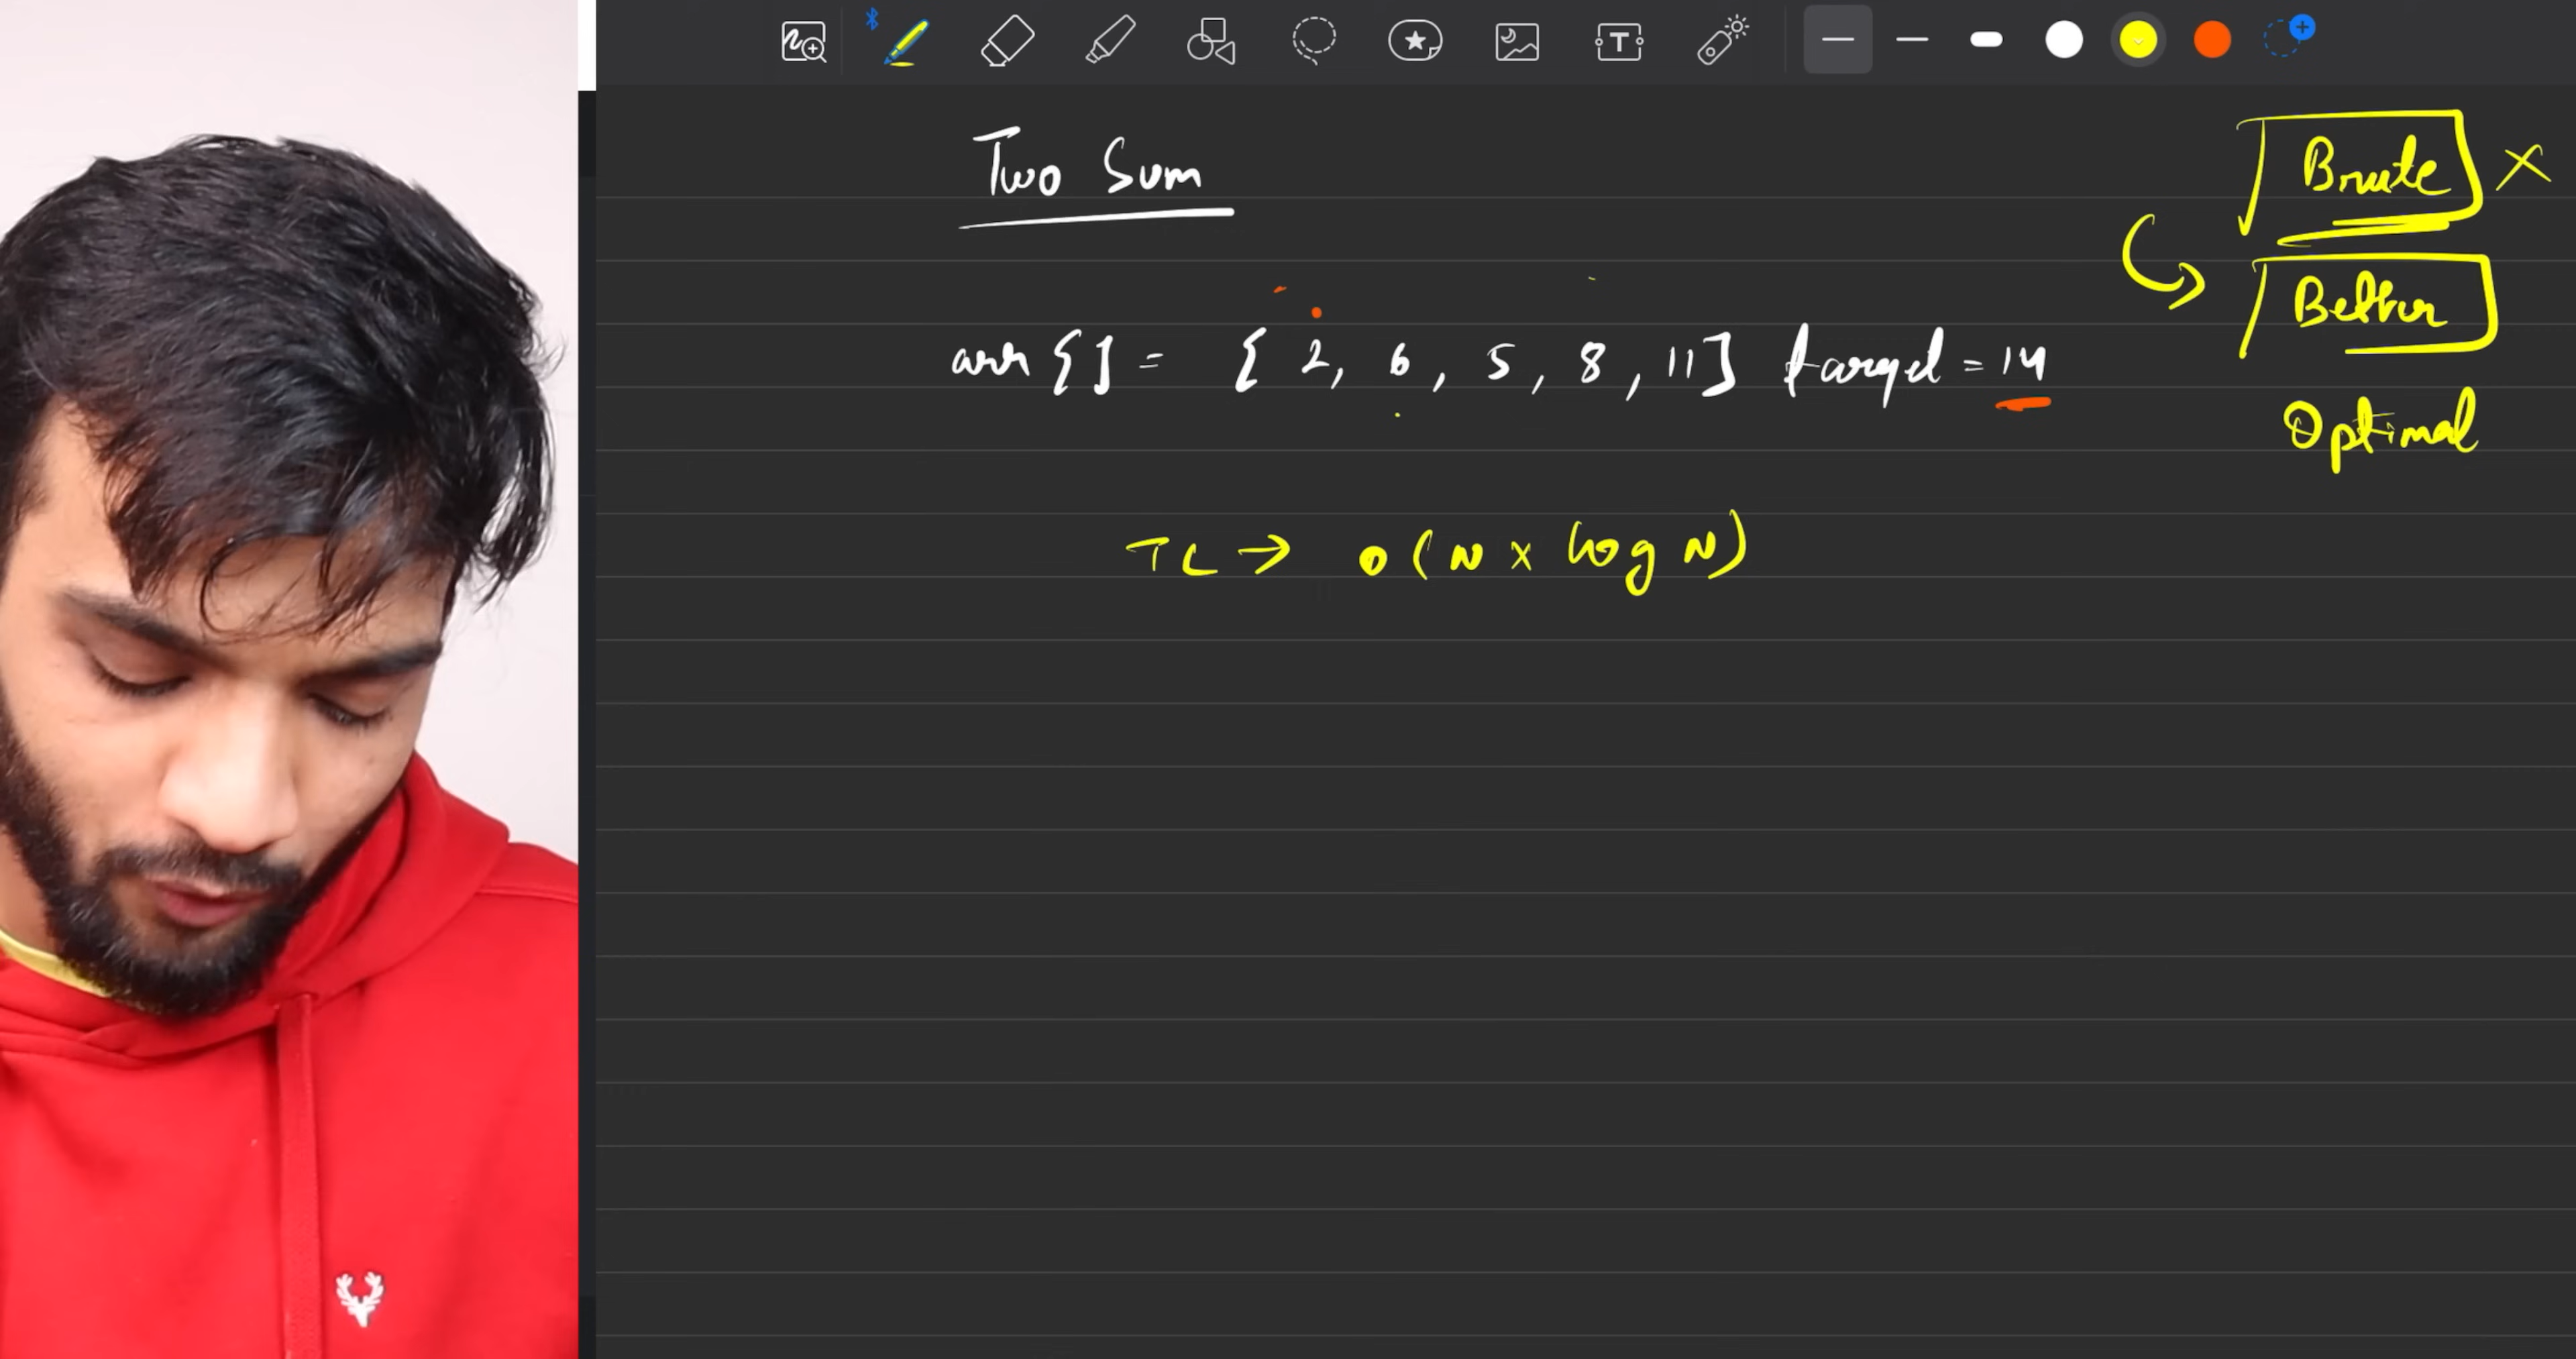 Two Sum
Brute ×
Better
arr [] = [ 2, 6, 5, 8, 11] target = 14
Optimal
TC → O(N × log N)